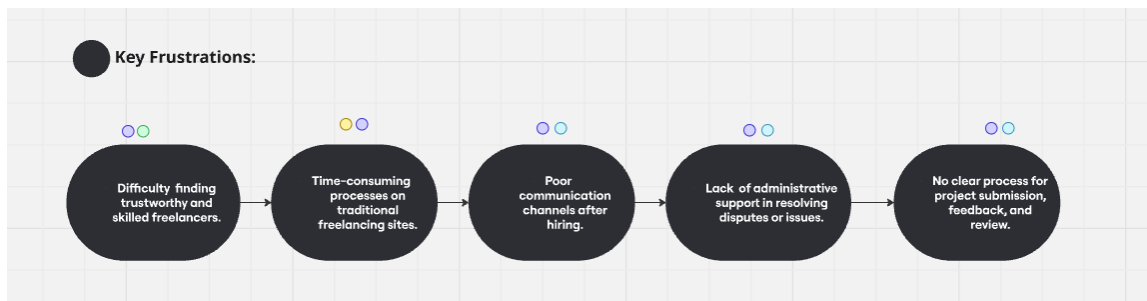 Key Frustrations:
Difficulty finding
trustworthy and
skilled freelancers.
Time-consuming
processes on
traditional
freelancing sites.
Poor
communication
channels after
hiring.
Lack of administrative
support in resolving
disputes or issues.
No clear process for
project submission,
feedback, and
review.